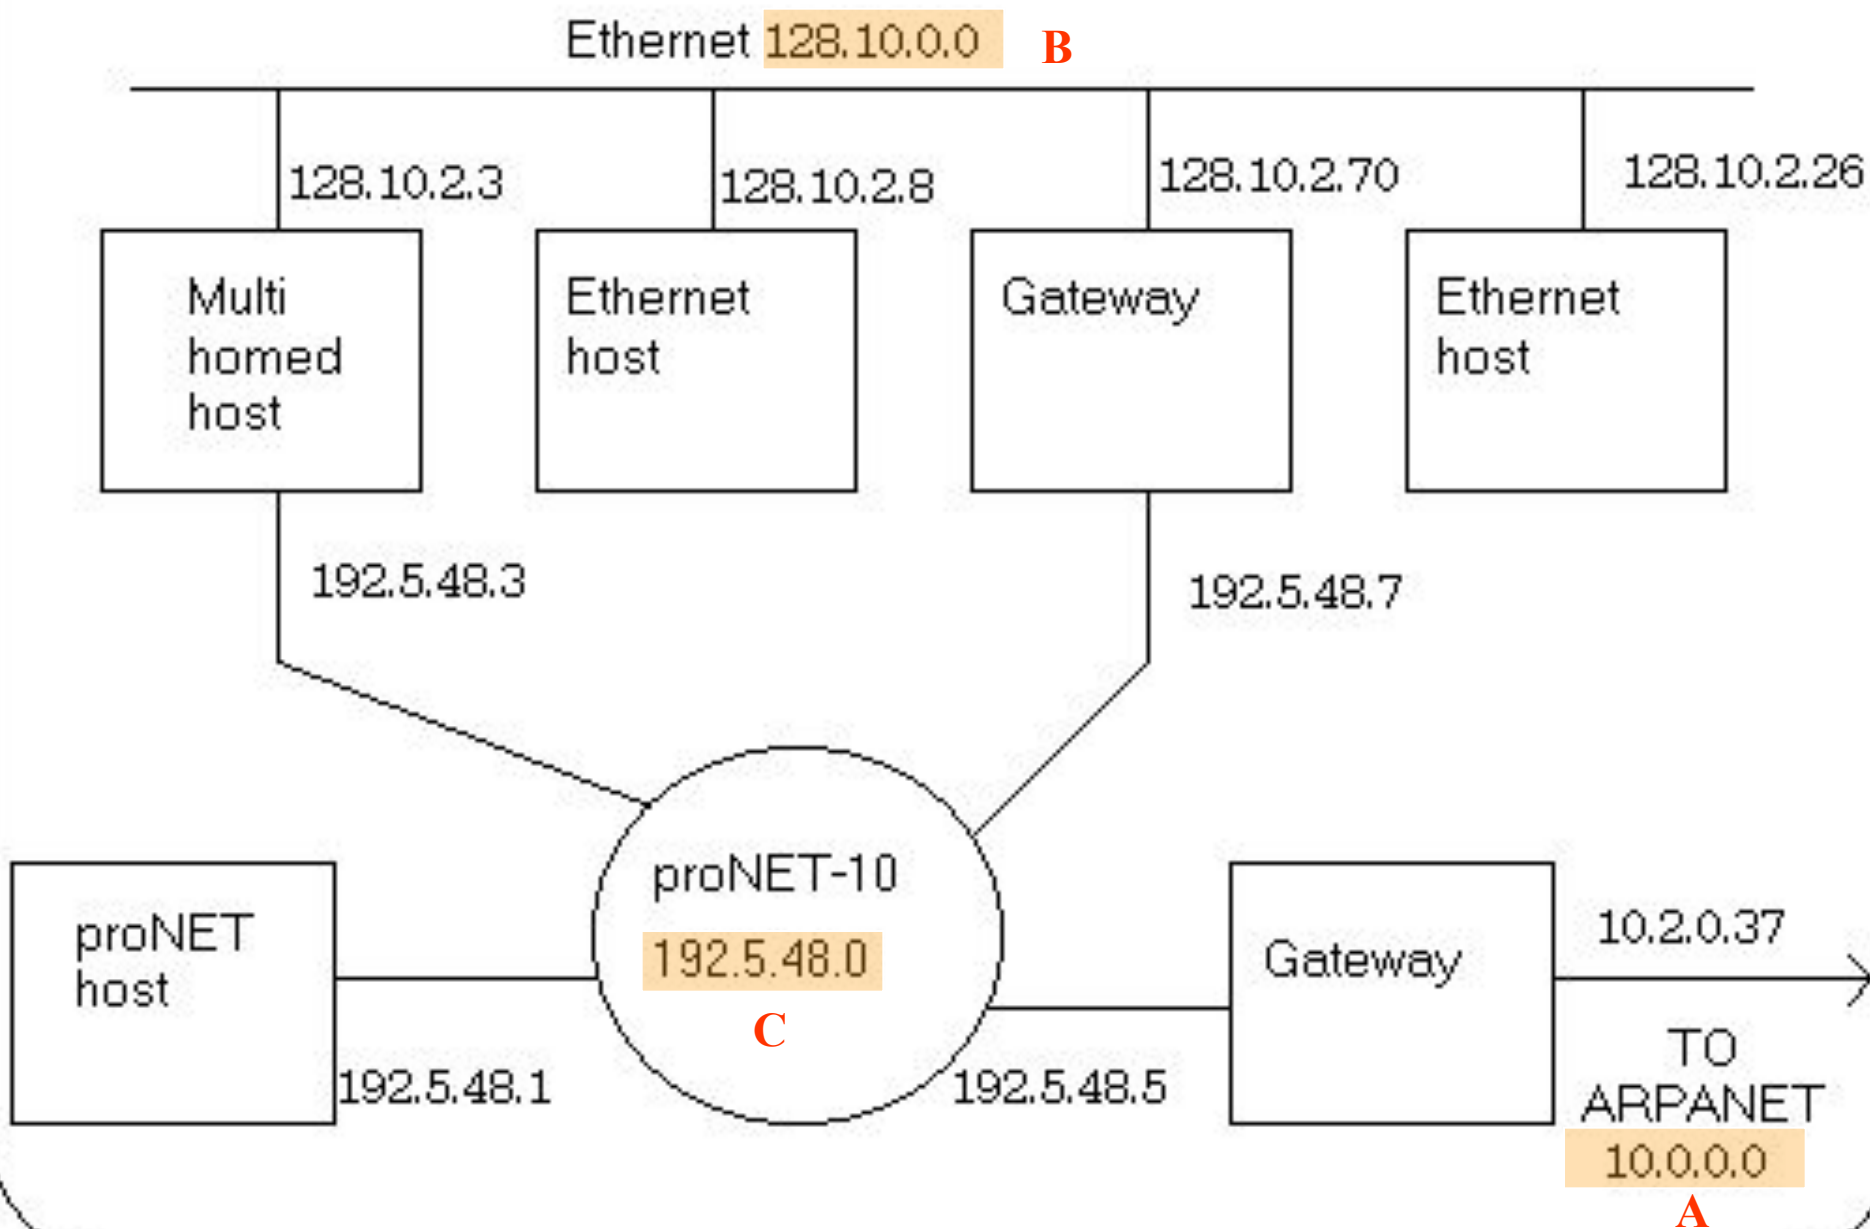 Ethernet 128.10.0.0 B
128.10.2.3
128.10.2.8
128.10.2.70
128.10.2.26
Multi
homed
host
Ethernet
host
Gateway
Ethernet
host
192.5.48.3
192.5.48.7
proNET
host
192.5.48.1
proNET-10
192.5.48.0
C
192.5.48.5
Gateway
10.2.0.37
TO
ARPANET
10.0.0.0
A